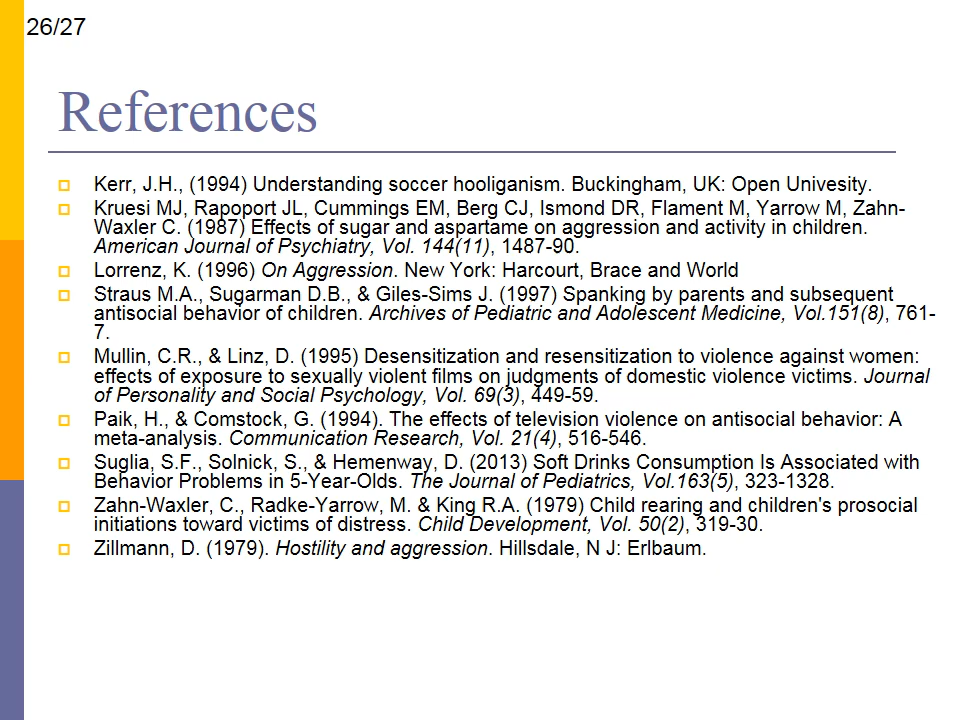 26/27
References
Kerr, J.H., (1994) Understanding soccer hooliganism. Buckingham, UK: Open Univesity.
Kruesi MJ, Rapoport JL, Cummings EM, Berg CJ, Ismond DR, Flament M, Yarrow M, Zahn-
Waxler C. (1987) Effects of sugar and aspartame on aggression and activity in children.
American Journal of Psychiatry, Vol. 144(11), 1487-90.
Lorrenz, K. (1996) On Aggression. New York: Harcourt, Brace and World
Straus M.A., Sugarman D.B., & Giles-Sims J. (1997) Spanking by parents and subsequent
antisocial behavior of children. Archives of Pediatric and Adolescent Medicine, Vol.151(8), 761-
7.
Mullin, C.R., & Linz, D. (1995) Desensitization and resensitization to violence against women:
effects of exposure to sexually violent films on judgments of domestic violence victims. Journal
of Personality and Social Psychology, Vol. 69(3), 449-59.
Paik, H., & Comstock, G. (1994). The effects of television violence on antisocial behavior: A
meta-analysis. Communication Research, Vol. 21(4), 516-546.
Suglia, S.F., Solnick, S., & Hemenway, D. (2013) Soft Drinks Consumption Is Associated with
Behavior Problems in 5-Year-Olds. The Journal of Pediatrics, Vol.163(5), 323-1328.
Zahn-Waxler, C., Radke-Yarrow, M. & King R.A. (1979) Child rearing and children's prosocial
initiations toward victims of distress. Child Development, Vol. 50(2), 319-30.
Zillmann, D. (1979). Hostility and aggression. Hillsdale, N J: Erlbaum.